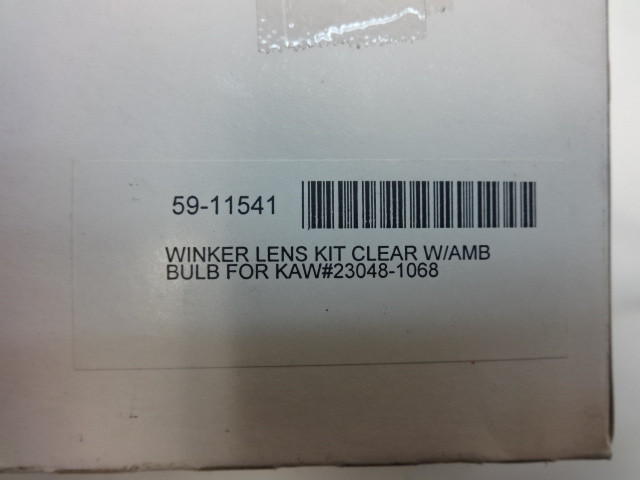 59-11541
WINKER LENS KIT CLEAR W/AMB
BULB FOR KAW#23048-1068